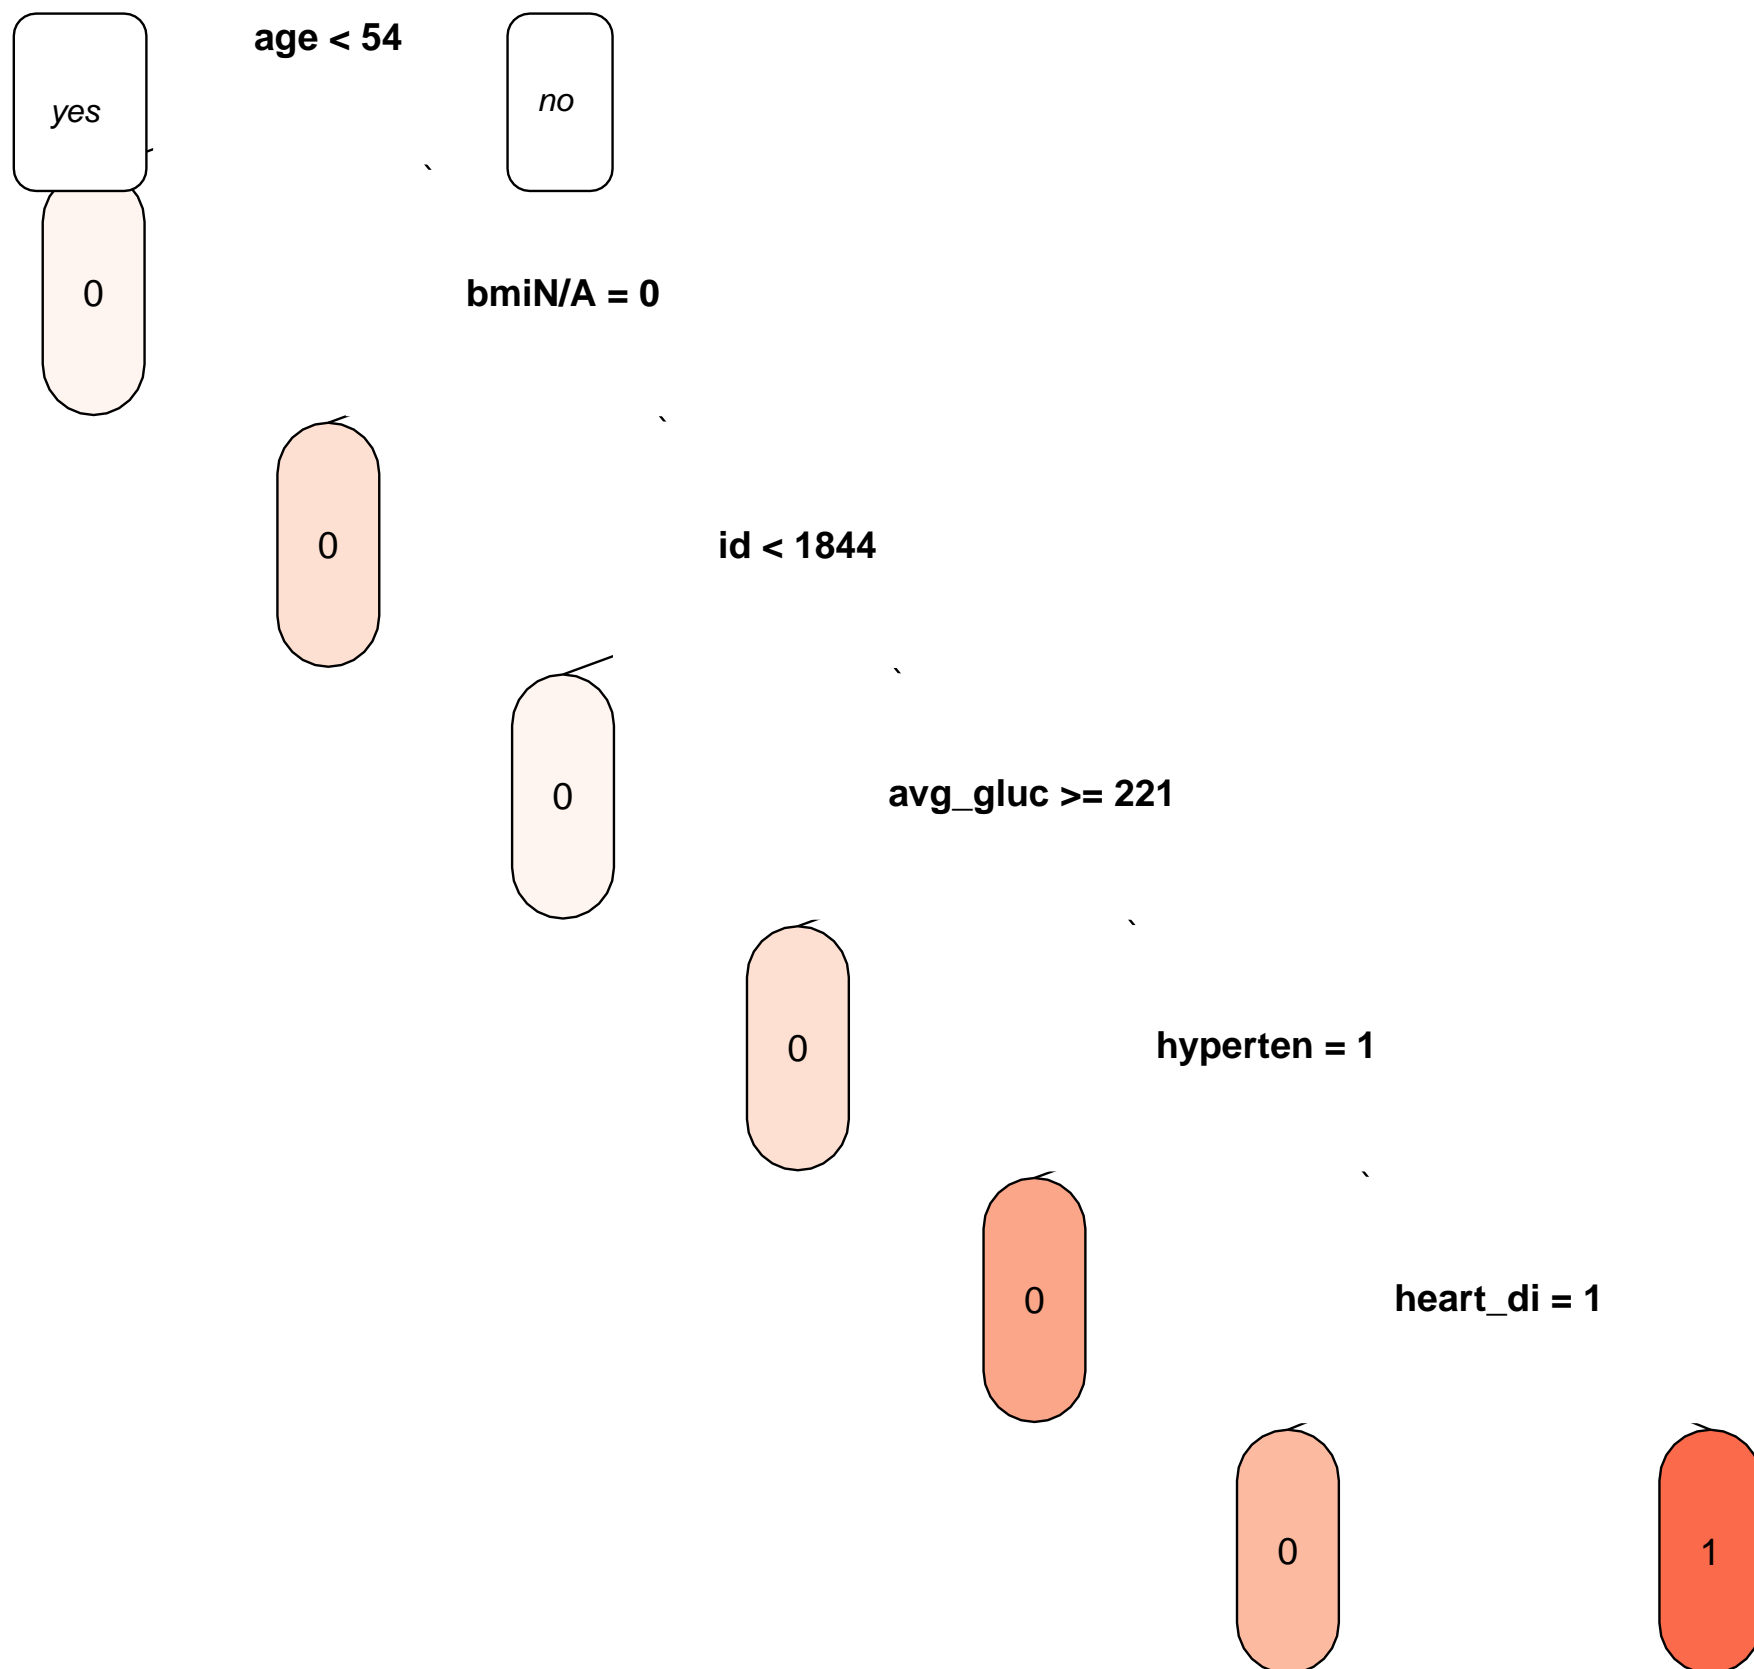 age < 54
yes
no
0
bmiN/A = 0
0
id < 1844
0
avg_gluc >= 221
0
hyperten = 1
0
heart_di = 1
0
1